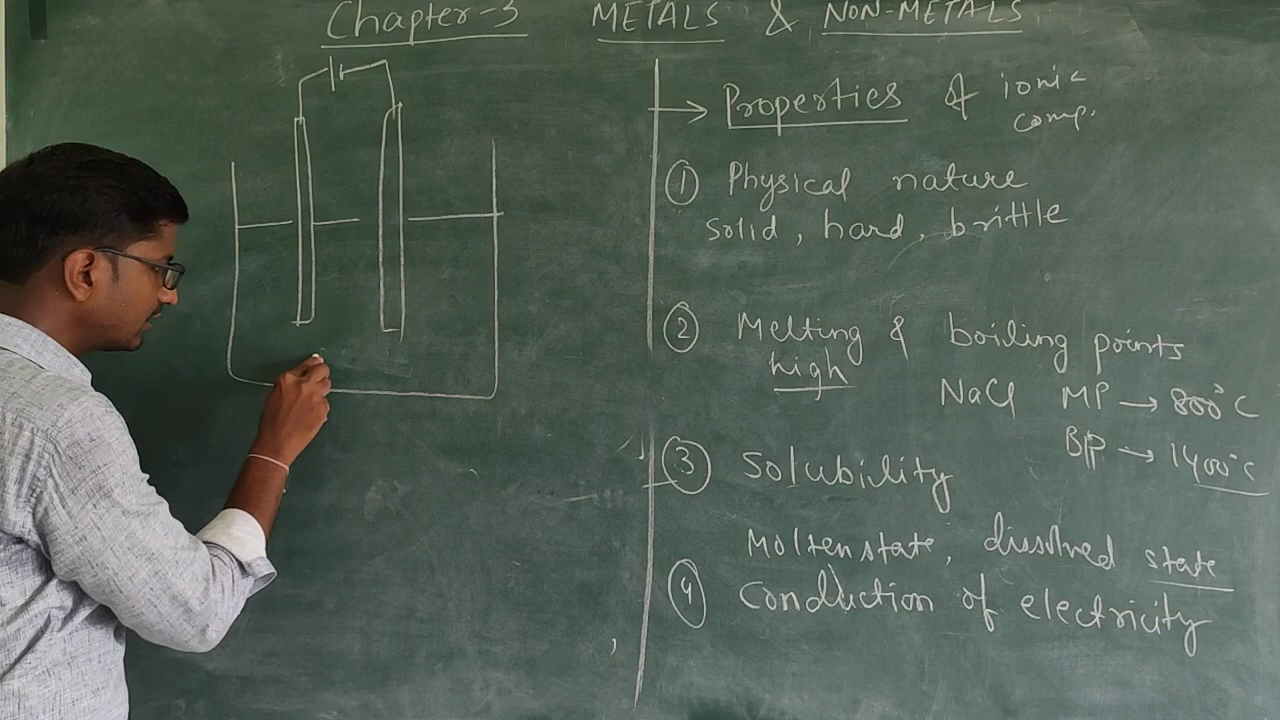 Chapter-3 METALS & NON-METALS
→ Properties of ionic comp.
① Physical nature
solid, hard, brittle
② Melting & boiling points
high
NaCl MP → 800°C
BP → 1400°C
③ Solubility
Molten state, dissolved state
④ Conduction of electricity